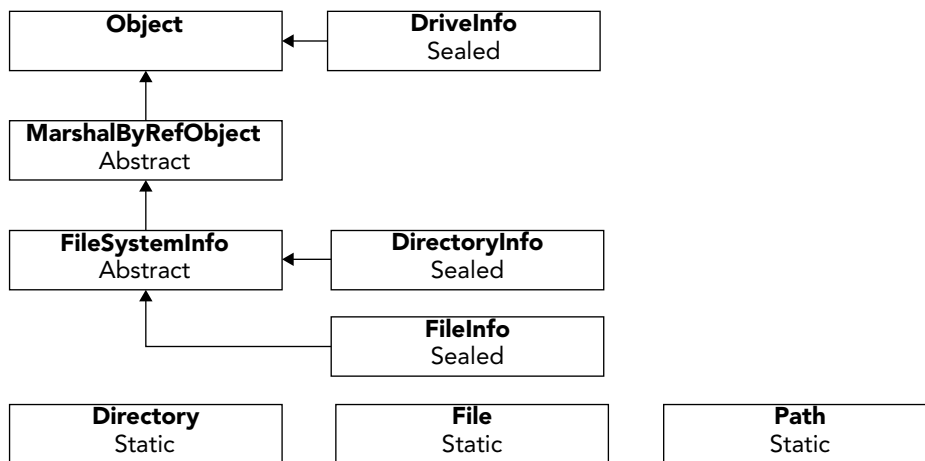 Object
DriveInfo
Sealed
MarshalByRefObject
Abstract
FileSystemInfo
Abstract
DirectoryInfo
Sealed
FileInfo
Sealed
Directory
Static
File
Static
Path
Static